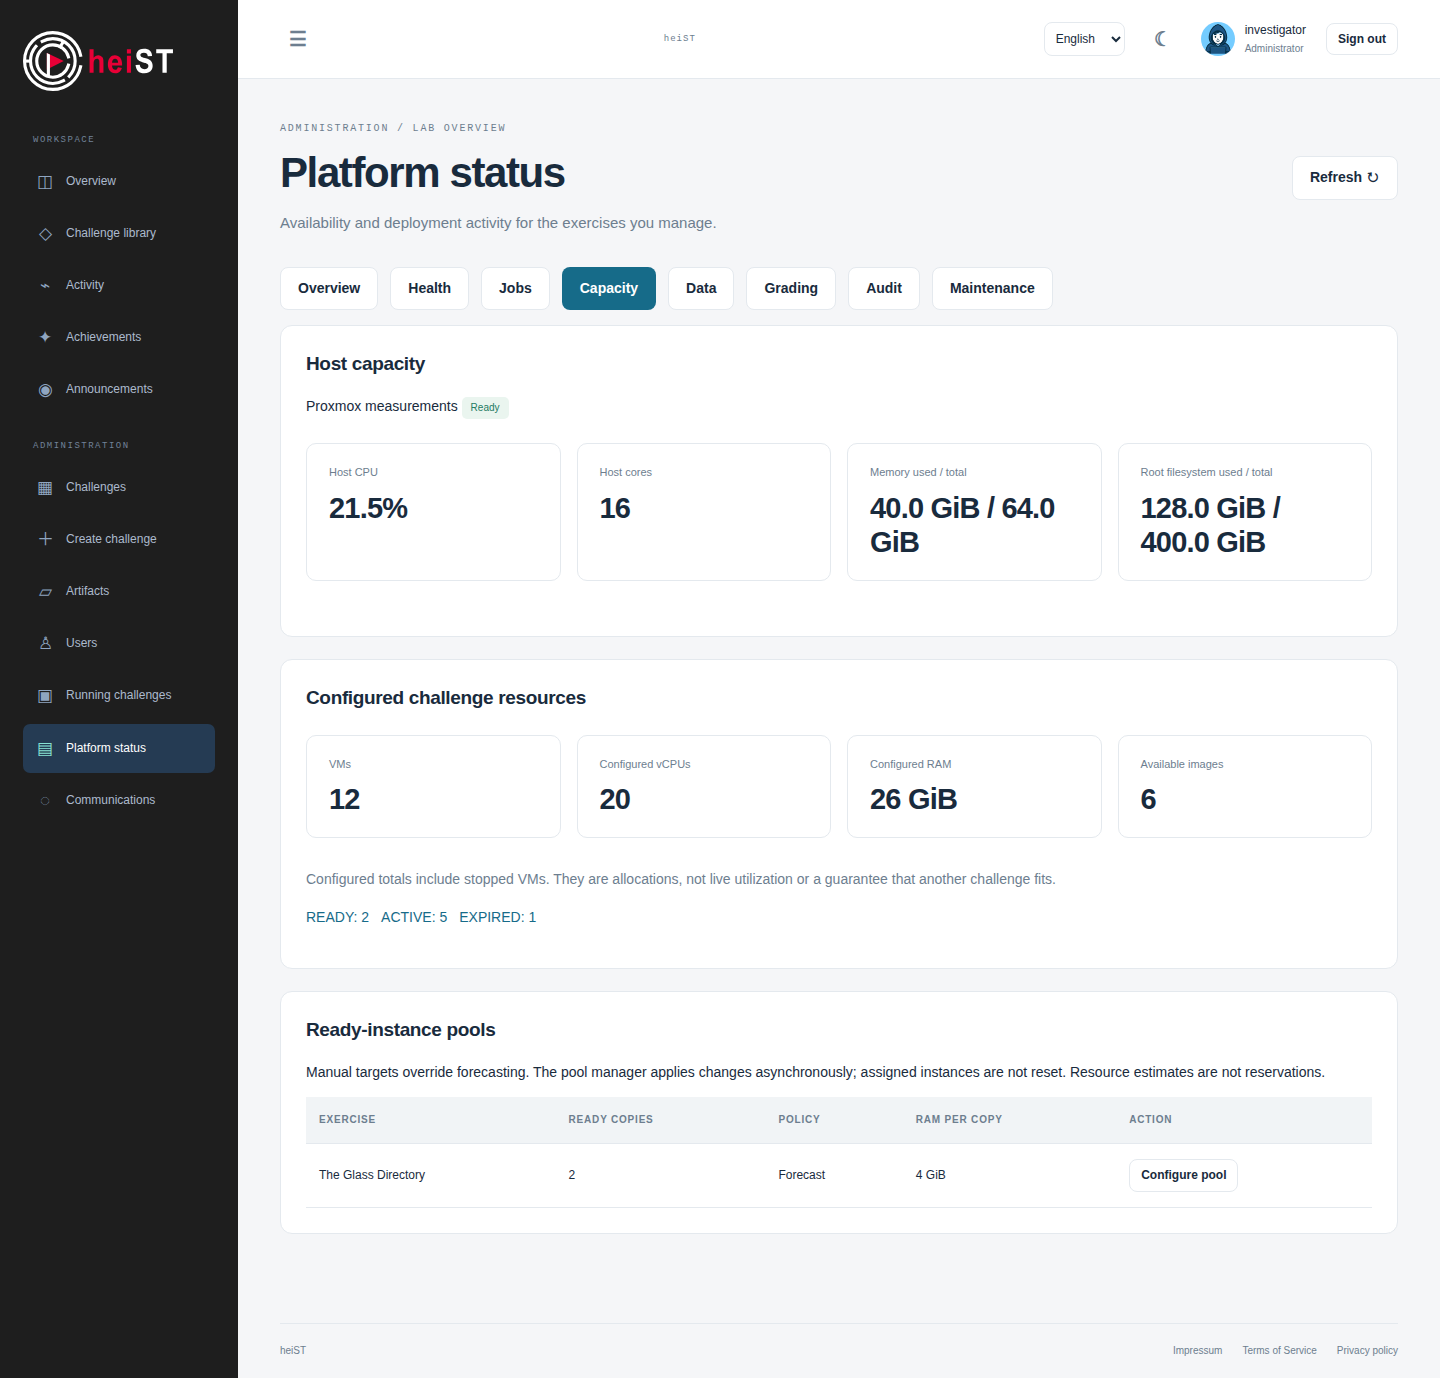 heiST
WORKSPACE
Overview
Challenge library
Activity
Achievements
Announcements
ADMINISTRATION
Challenges
Create challenge
Artifacts
Users
Running challenges
Platform status
Communications
heiST
English
investigator
Administrator
Sign out
ADMINISTRATION / LAB OVERVIEW
Platform status
Refresh ↻
Availability and deployment activity for the exercises you manage.
Overview Health Jobs Capacity Data Grading Audit Maintenance
Host capacity
Proxmox measurements Ready
Host CPU
21.5%
Host cores
16
Memory used / total
40.0 GiB / 64.0
GiB
Root filesystem used / total
128.0 GiB /
400.0 GiB
Configured challenge resources
VMs
12
Configured vCPUs
20
Configured RAM
26 GiB
Available images
6
Configured totals include stopped VMs. They are allocations, not live utilization or a guarantee that another challenge fits.
READY: 2 ACTIVE: 5 EXPIRED: 1
Ready-instance pools
Manual targets override forecasting. The pool manager applies changes asynchronously; assigned instances are not reset. Resource estimates are not reservations.
EXERCISE READY COPIES POLICY RAM PER COPY ACTION
The Glass Directory 2 Forecast 4 GiB Configure pool
heiST
Impressum Terms of Service Privacy policy